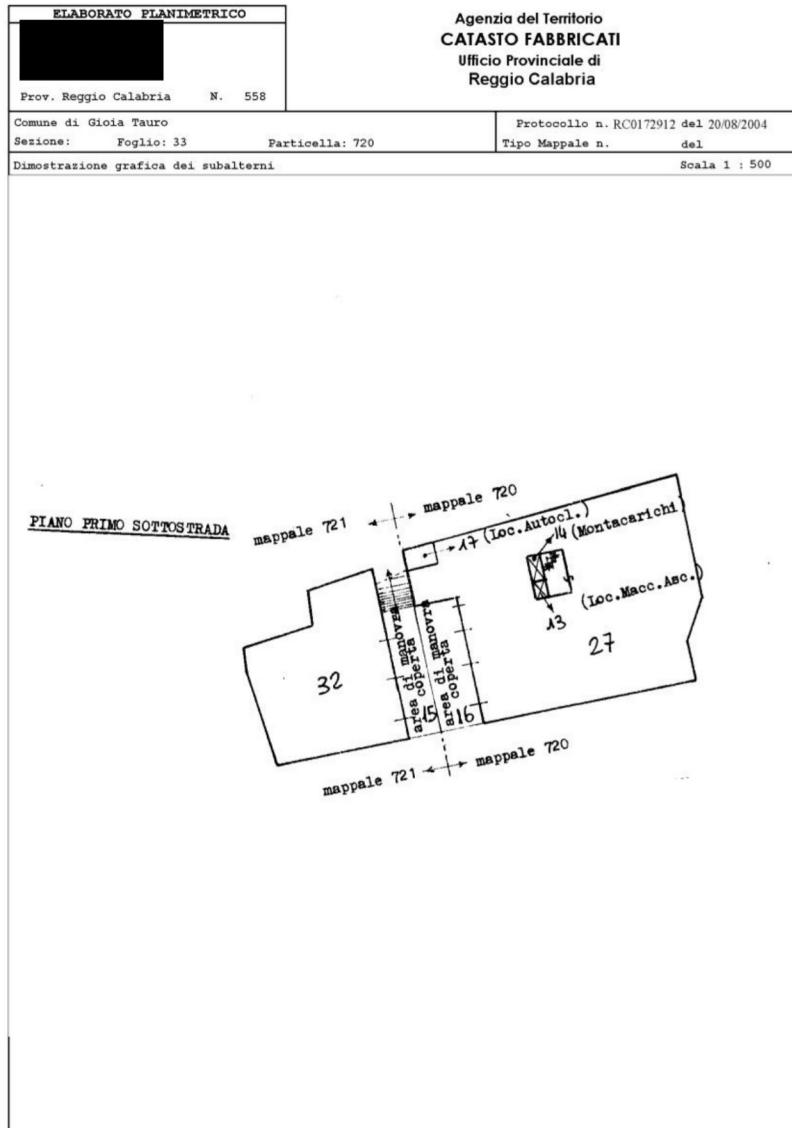 ELABORATO PLANIMETRICO
Prov. Reggio Calabria N. 558
Agenzia del Territorio
CATASTO FABBRICATI
Ufficio Provinciale di
Reggio Calabria
Comune di Gioia Tauro
Sezione: Foglio: 33 Particella: 720
Protocollo n. RC0172912 del 20/08/2004
Tipo Mappale n. del
Dimostrazione grafica dei subalterni
Scala 1 : 500
PIANO PRIMO SOTTOSTRADA
mappale 721
mappale 720
17 (Loc.Autocl.)
14 (Montacarichi)
(Loc.Macc.Asc.)
13
27
32
area di manovra
coperta
15
area di manovra
coperta
16
mappale 721
mappale 720